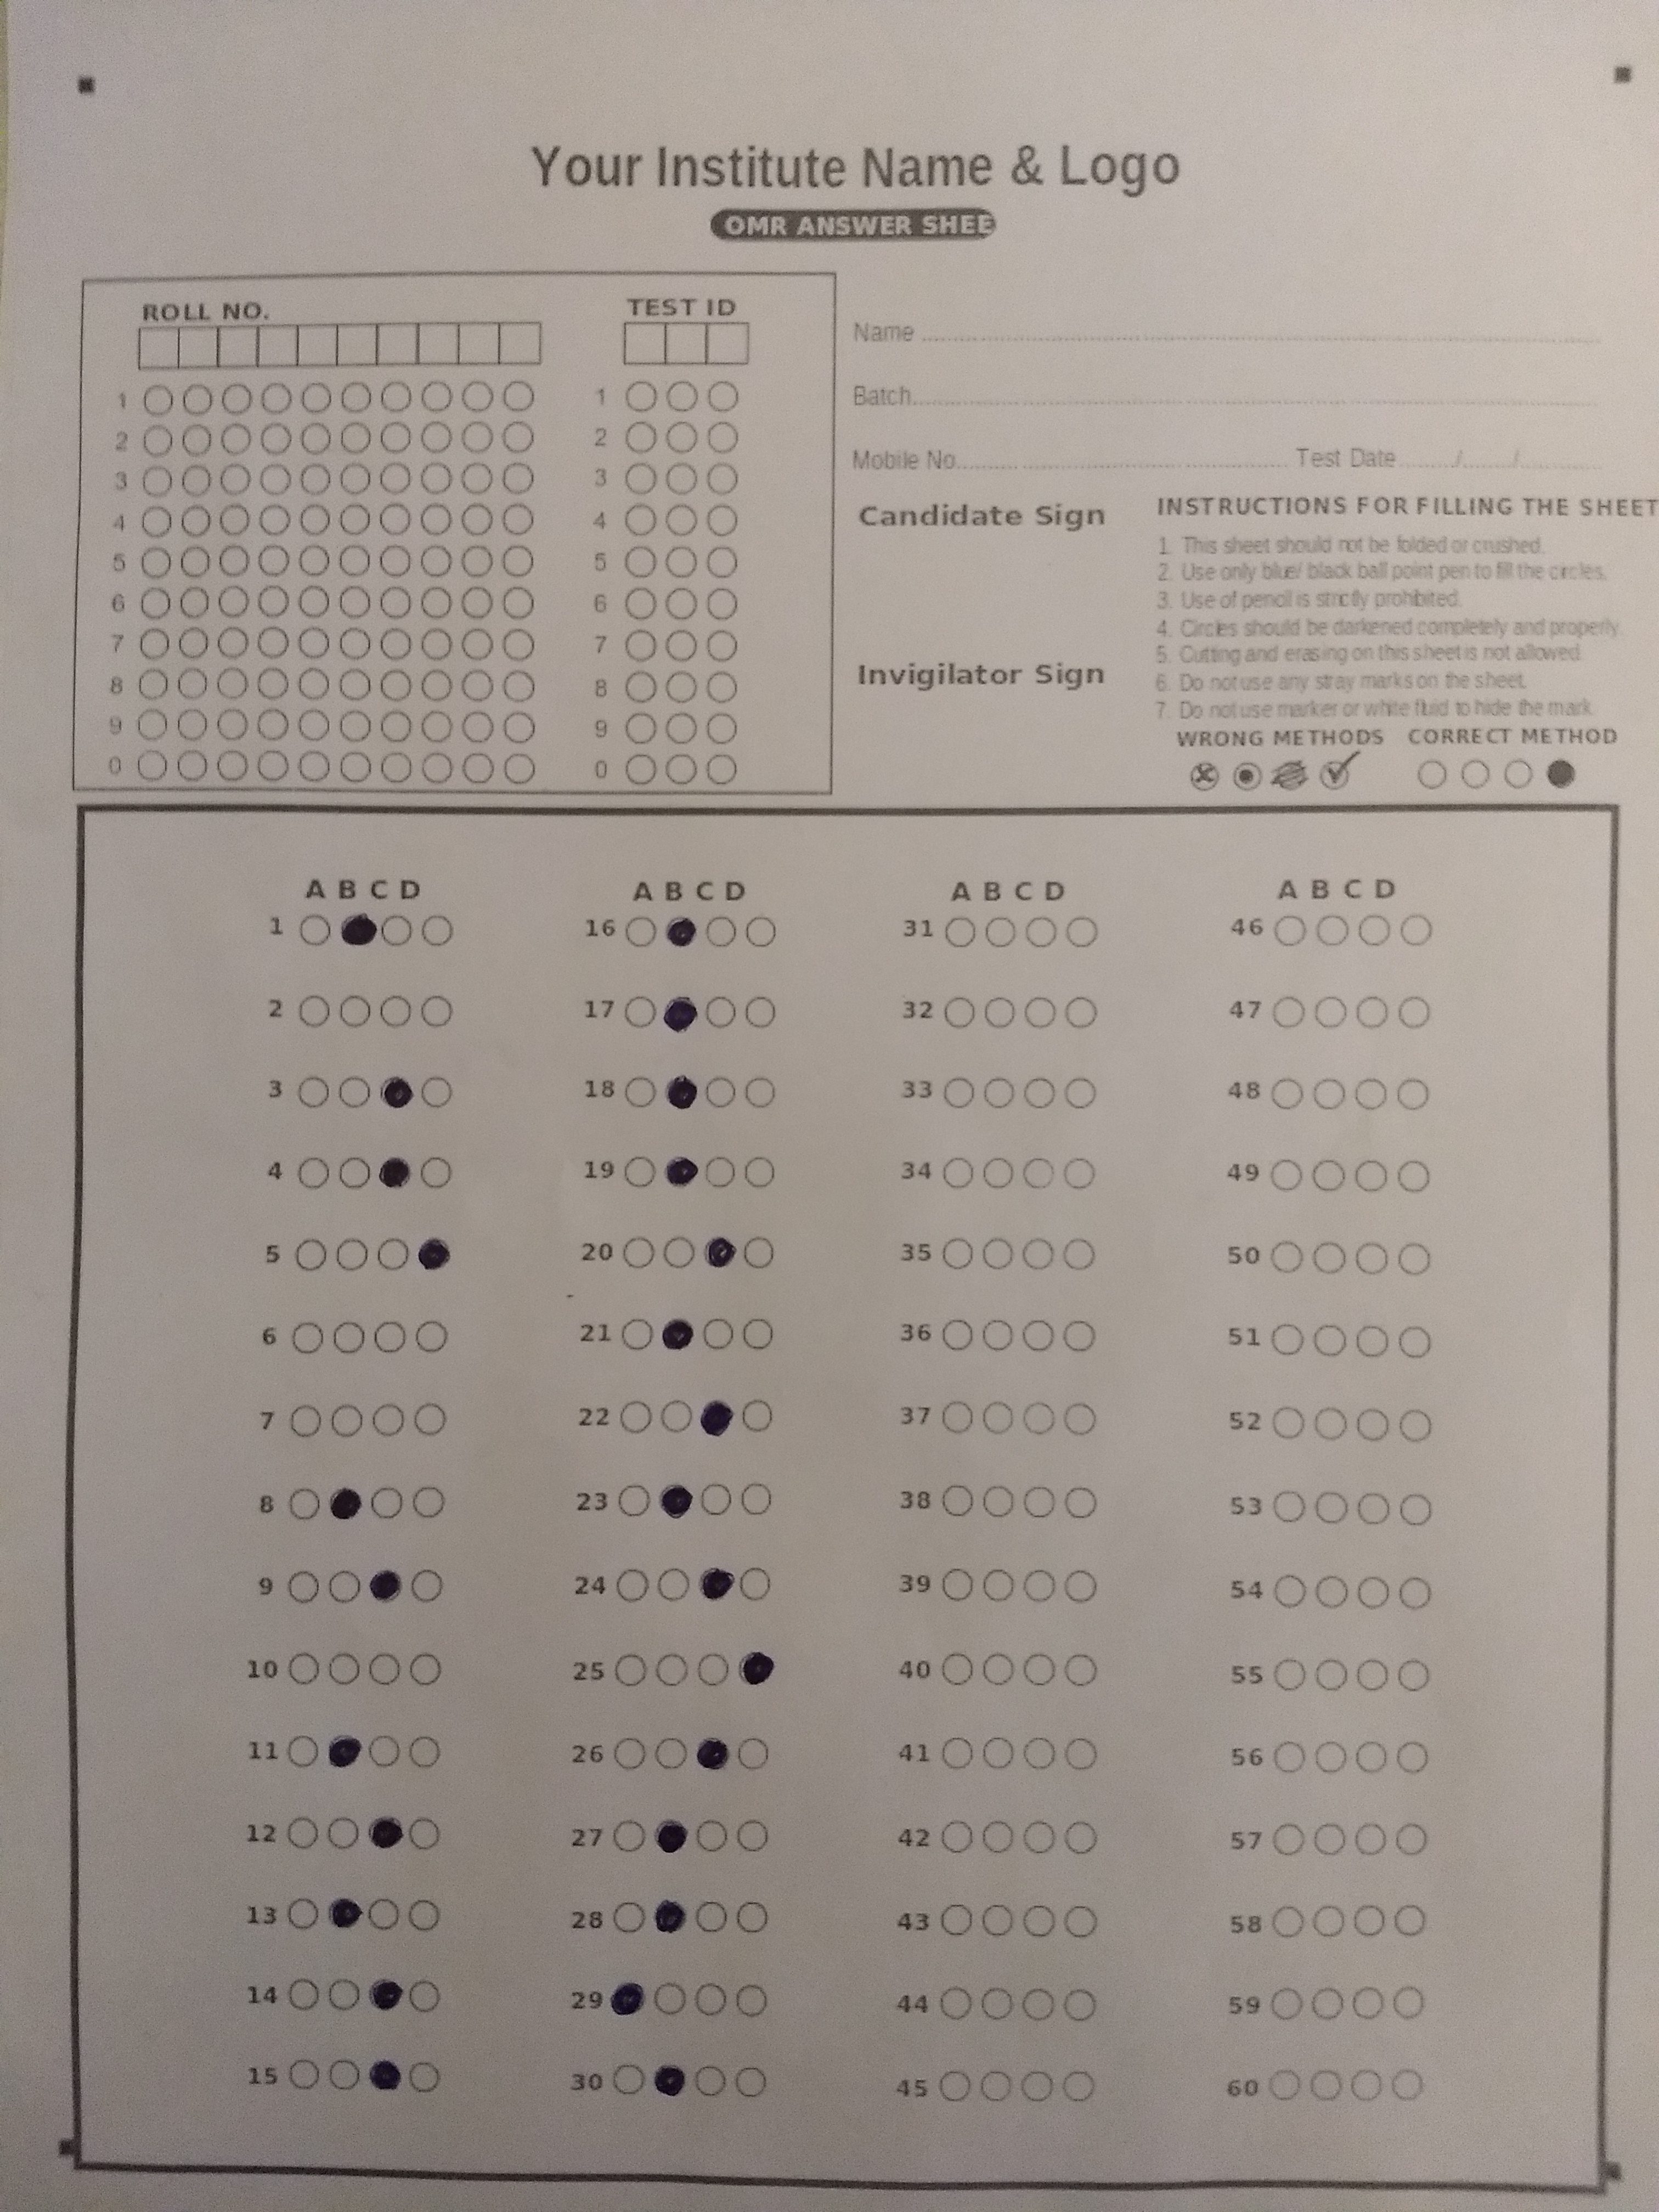 Your Institute Name & Logo
OMR ANSWER SHEE
ROLL NO.
TEST ID
1 1
2 2
3 3
4 4
5 5
6 6
7 7
8 8
9 9
0 0
Name
Batch
Mobile No. Test Date / /
Candidate Sign
Invigilator Sign
INSTRUCTIONS FOR FILLING THE SHEET
1. This sheet should not be folded or crushed.
2. Use only blue/ black ball point pen to fill the circles.
3. Use of pencil is strictly prohibited.
4. Circles should be darkened completely and properly.
5. Cutting and erasing on this sheet is not allowed.
6. Do not use any stray marks on the sheet.
7. Do not use marker or white fluid to hide the mark.
WRONG METHODS CORRECT METHOD
A B C D A B C D A B C D A B C D
1 16 31 46
2 17 32 47
3 18 33 48
4 19 34 49
5 20 35 50
6 21 36 51
7 22 37 52
8 23 38 53
9 24 39 54
10 25 40 55
11 26 41 56
12 27 42 57
13 28 43 58
14 29 44 59
15 30 45 60